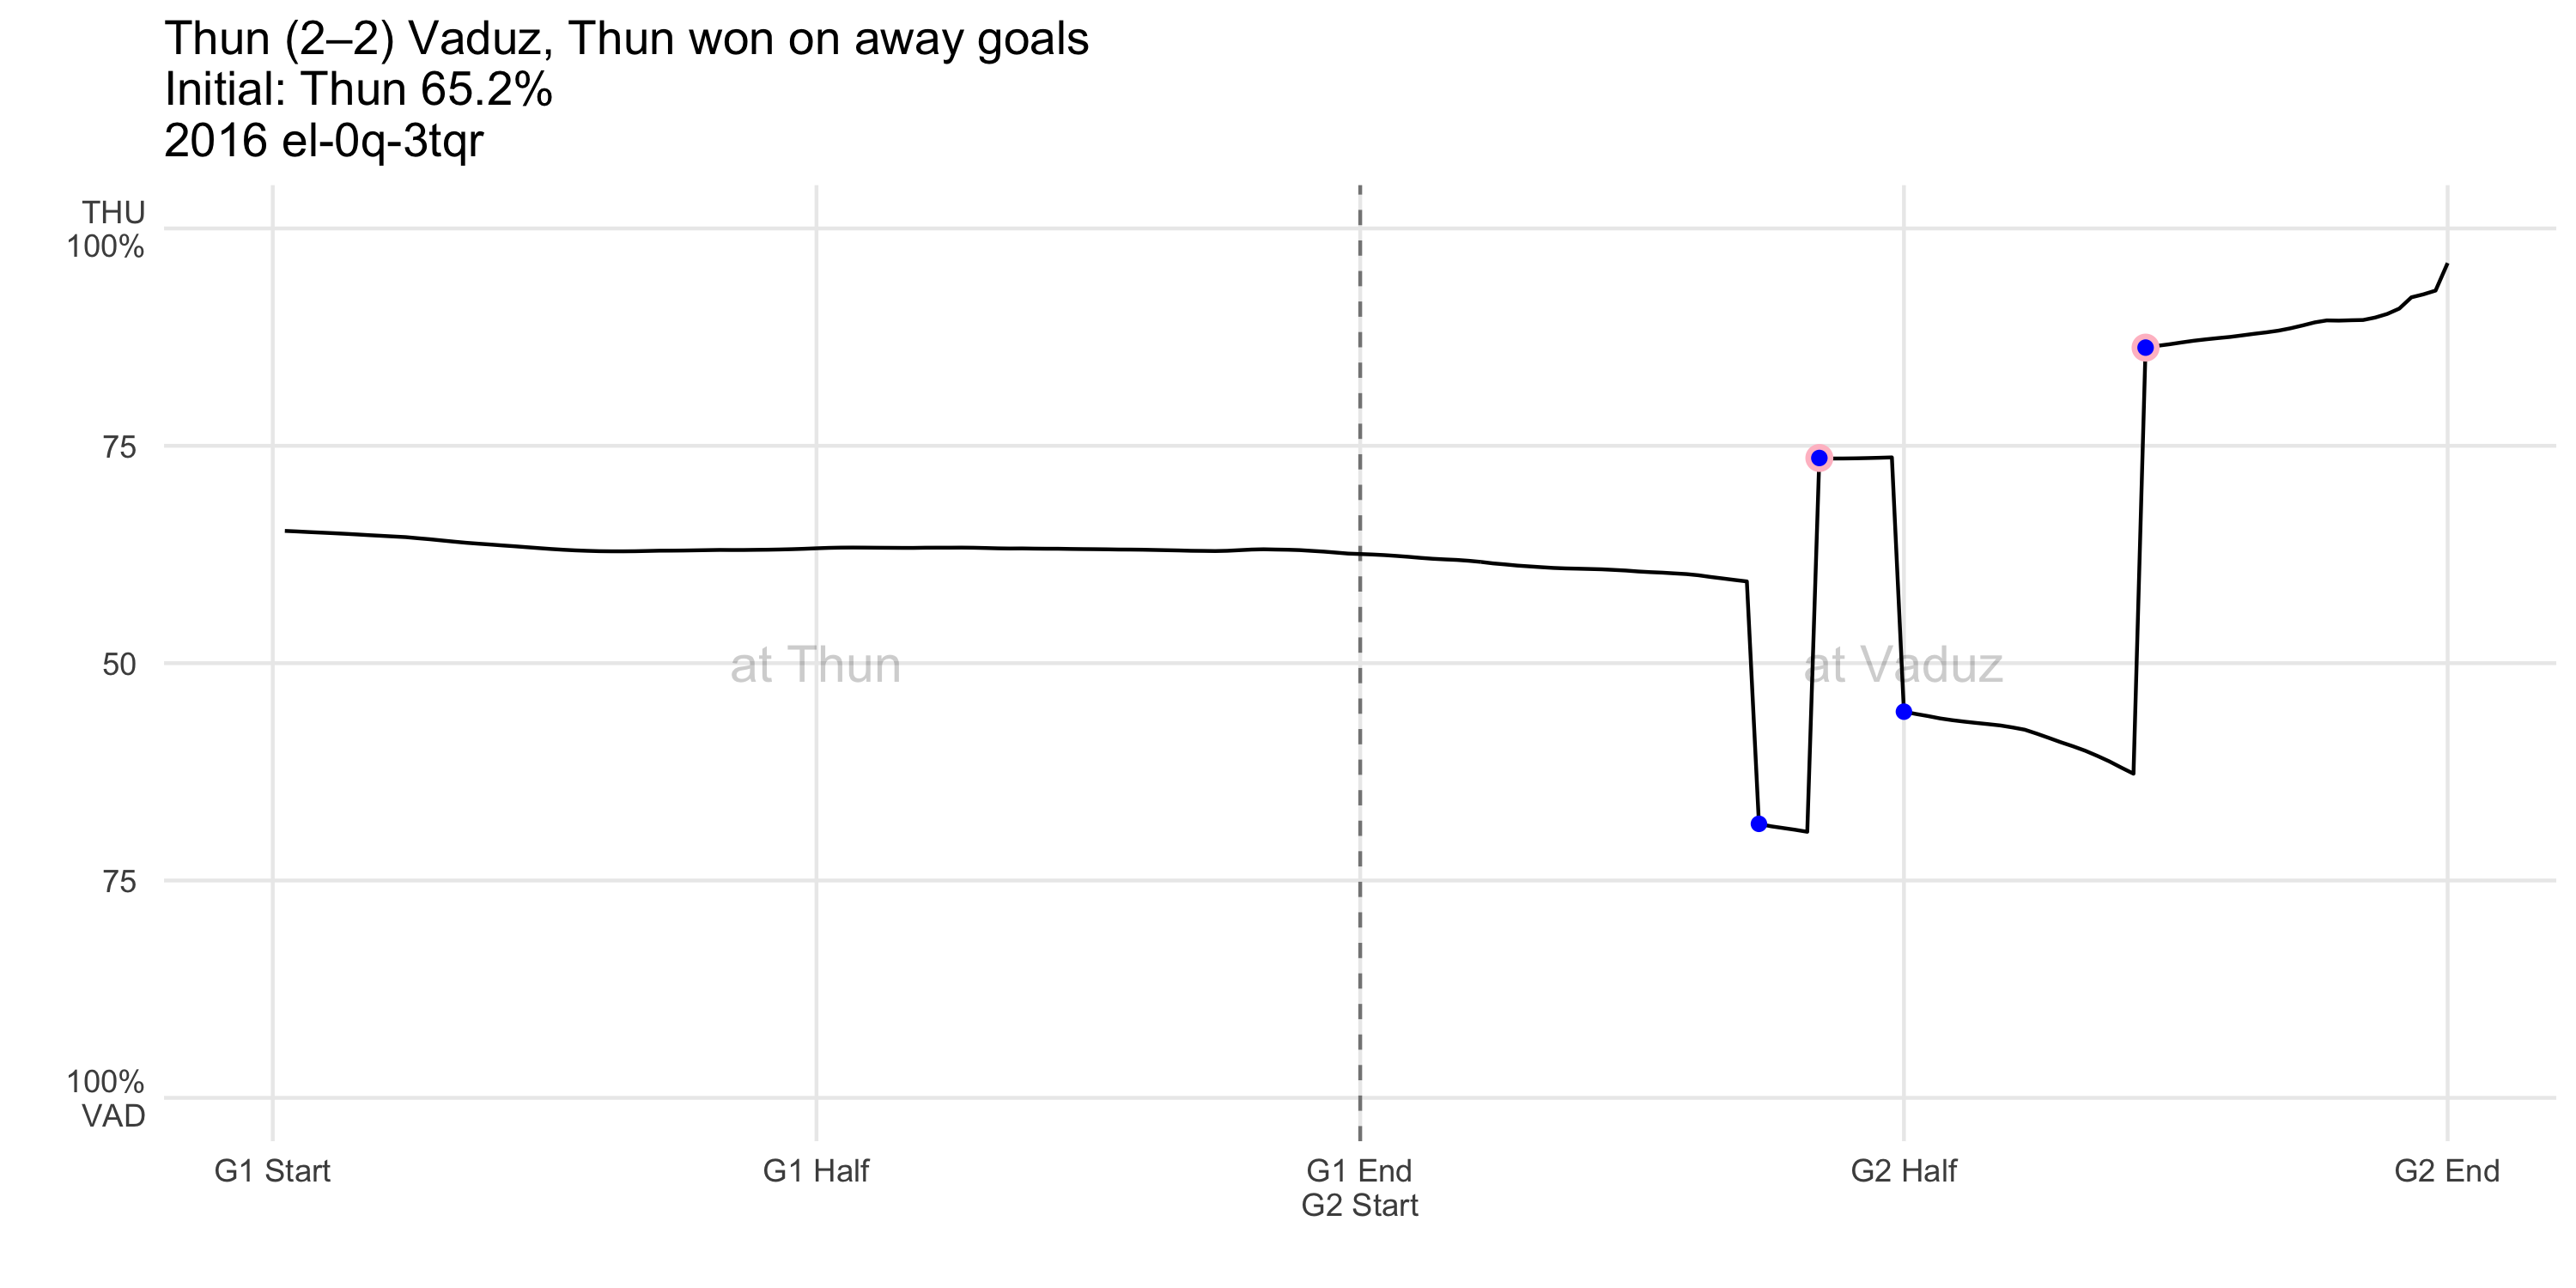 Thun (2–2) Vaduz, Thun won on away goals
Initial: Thun 65.2%
2016 el-0q-3tqr
THU
100%
75
50
75
100%
VAD
at Thun
at Vaduz
G1 Start
G1 Half
G1 End
G2 Start
G2 Half
G2 End